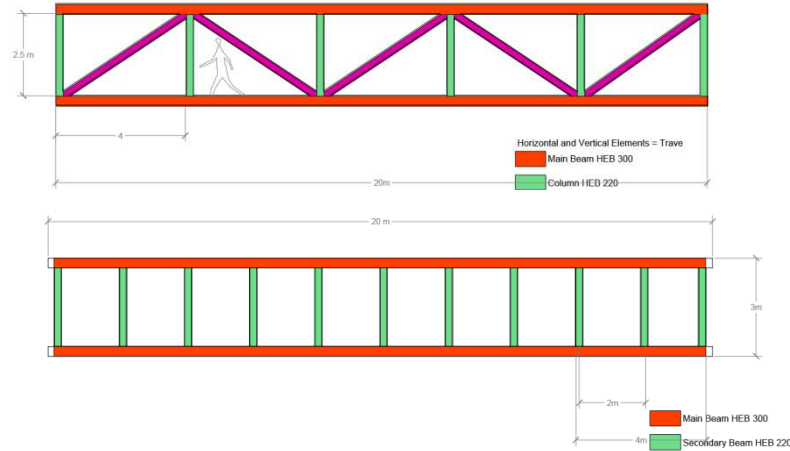 2.5 m
4
Horizontal and Vertical Elements = Trave
Main Beam HEB 300
20m
Column HEB 220
20 m
3m
2m
Main Beam HEB 300
4m
Secondary Beam HEB 220